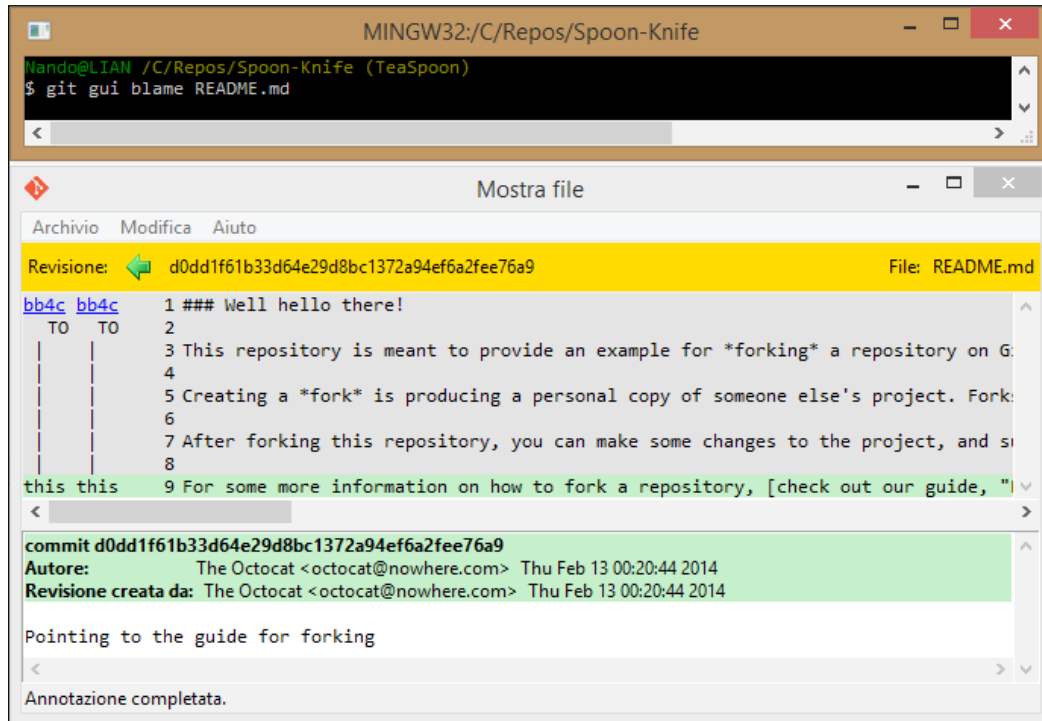 MINGW32:/C/Repos/Spoon-Knife
Nando@LIAN /C/Repos/Spoon-Knife (TeaSpoon)
$ git gui blame README.md
Mostra file
Archivio Modifica Aiuto
Revisione: d0dd1f61b33d64e29d8bc1372a94ef6a2fee76a9 File: README.md
bb4c bb4c 1 ### Well hello there!
TO TO 2
| | 3 This repository is meant to provide an example for *forking* a repository on
| | 4
| | 5 Creating a *fork* is producing a personal copy of someone else's project.
| | 6
| | 7 After forking this repository, you can make some changes to the project, and
| | 8
this this 9 For some more information on how to fork a repository, [check out our guide, "
commit d0dd1f61b33d64e29d8bc1372a94ef6a2fee76a9
Autore: The Octocat <octocat@nowhere.com> Thu Feb 13 00:20:44 2014
Revisione creata da: The Octocat <octocat@nowhere.com> Thu Feb 13 00:20:44 2014
Pointing to the guide for forking
Annotazione completata.